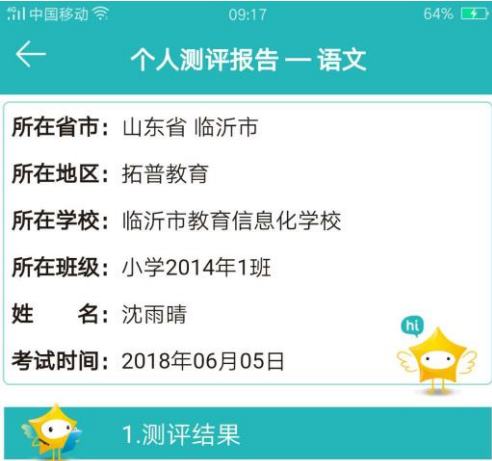 中国移动 09:17 64%
个人测评报告 — 语文
所在省市：山东省 临沂市
所在地区：拓普教育
所在学校：临沂市教育信息化学校
所在班级：小学2014年1班
姓 名：沈雨晴
hi
考试时间：2018年06月05日
1.测评结果